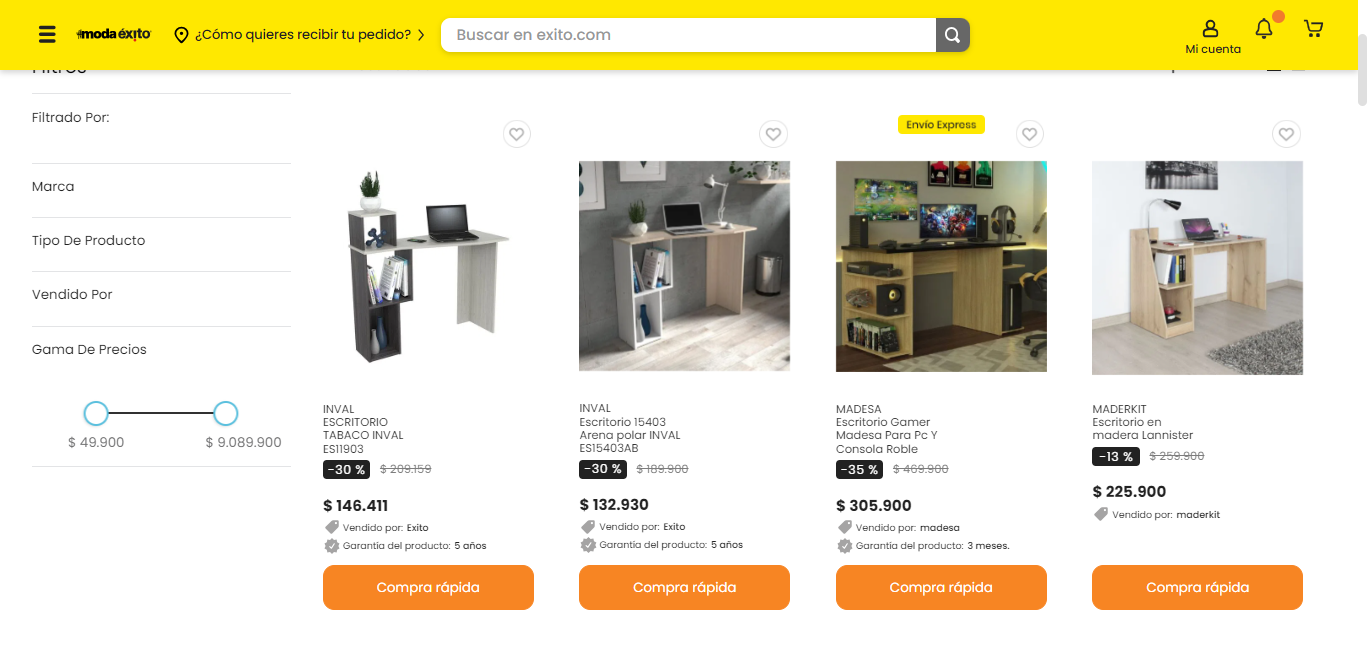 moda éxito
¿Cómo quieres recibir tu pedido?
Buscar en exito.com
Mi cuenta
Filtros
Filtrado Por:
Marca
Tipo De Producto
Vendido Por
Gama De Precios
$ 49.900
$ 9.089.900
INVAL
ESCRITORIO
TABACO INVAL
ES11903
-30 % $ 209.159
$ 146.411
Vendido por: Exito
Garantía del producto: 5 años
Compra rápida
INVAL
Escritorio 15403
Arena polar INVAL
ES15403AB
-30 % $ 189.900
$ 132.930
Vendido por: Exito
Garantía del producto: 5 años
Compra rápida
Envío Express
MADESA
Escritorio Gamer
Madesa Para Pc Y
Consola Roble
-35 % $ 469.900
$ 305.900
Vendido por: madesa
Garantía del producto: 3 meses.
Compra rápida
MADERKIT
Escritorio en
madera Lannister
-13 % $ 259.900
$ 225.900
Vendido por: maderkit
Compra rápida